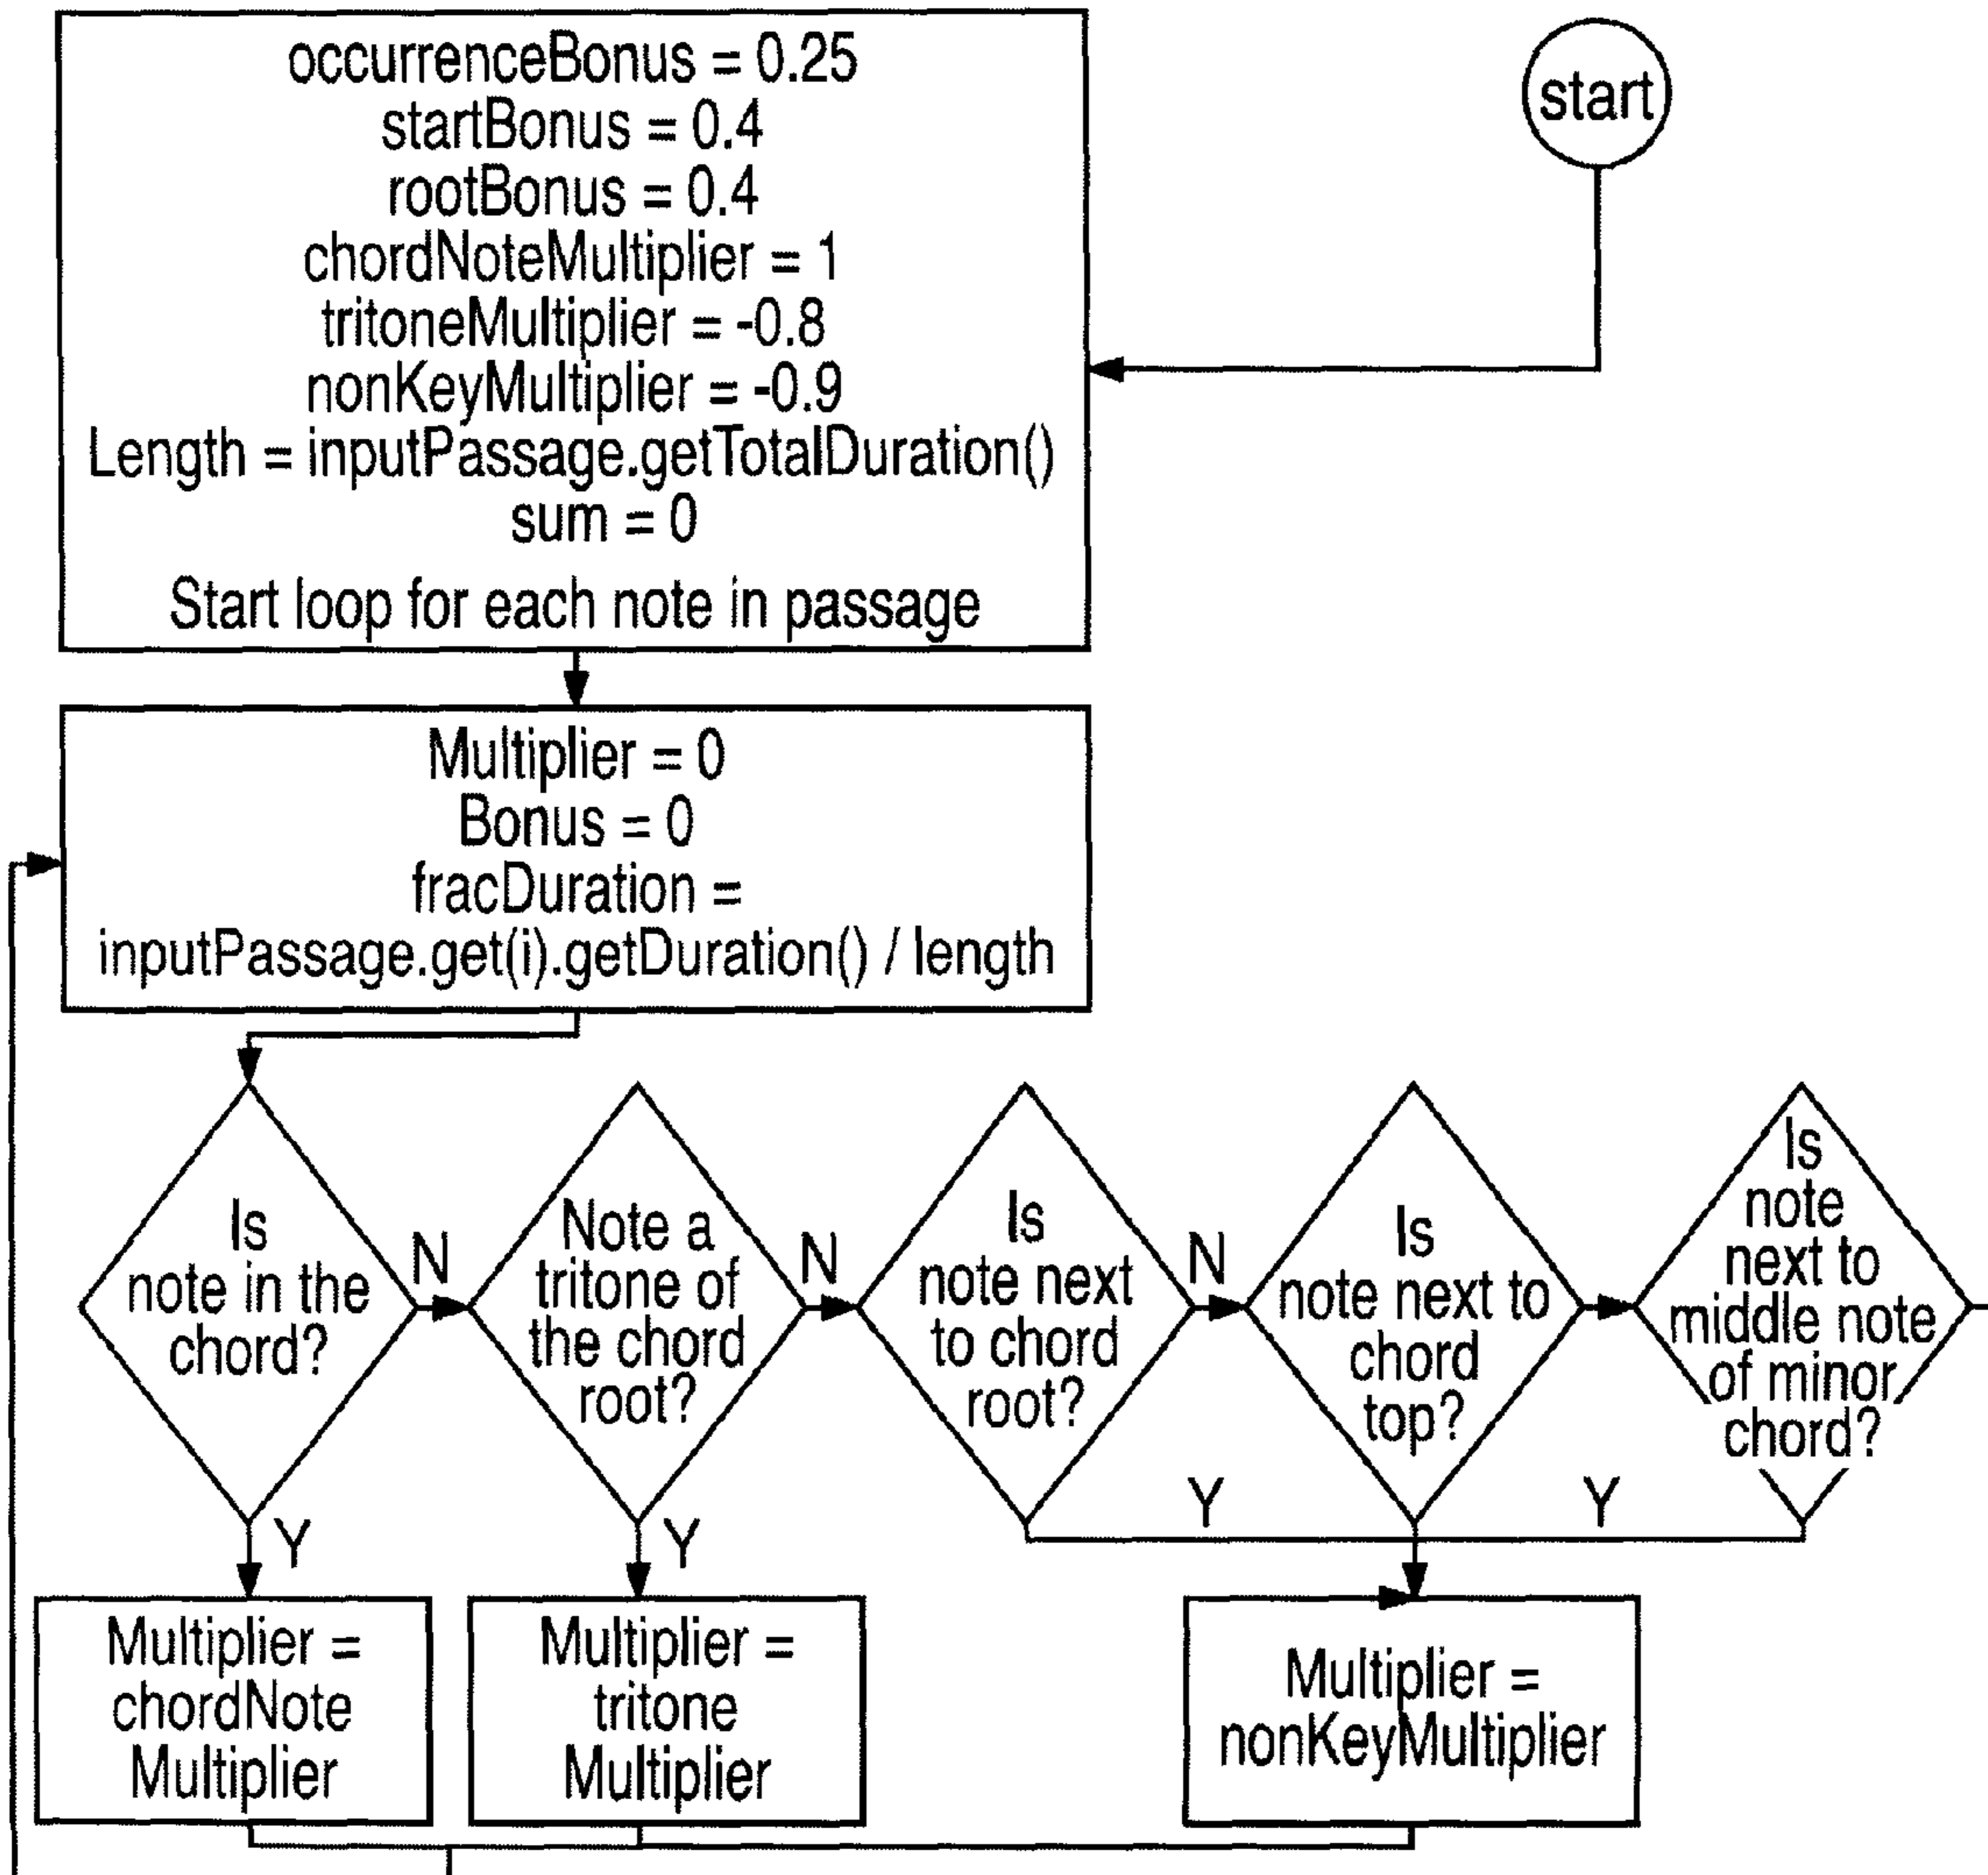 occurrenceBonus = 0.25
startBonus = 0.4
rootBonus = 0.4
chordNoteMultiplier = 1
tritoneMultiplier = -0.8
nonKeyMultiplier = -0.9
Length = inputPassage.getTotalDuration()
sum = 0
Start loop for each note in passage
start
Multiplier = 0
Bonus = 0
fracDuration =
inputPassage.get(i).getDuration() / length
Is
note in the
chord?
N
Note a
tritone of
the chord
root?
N
Is
note next
to chord
root?
N
Is
note next to
chord
top?
Is
note
next to
middle note
of minor
chord?
Y
Y
Y
Y
Multiplier =
chordNote
Multiplier
Multiplier =
tritone
Multiplier
Multiplier =
nonKeyMultiplier